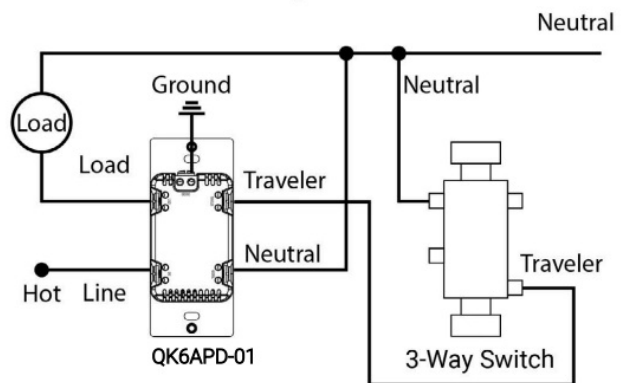 Neutral
Ground
Neutral
Load
Load
Traveler
Neutral
Traveler
Hot
Line
QK6APD-01
3-Way Switch